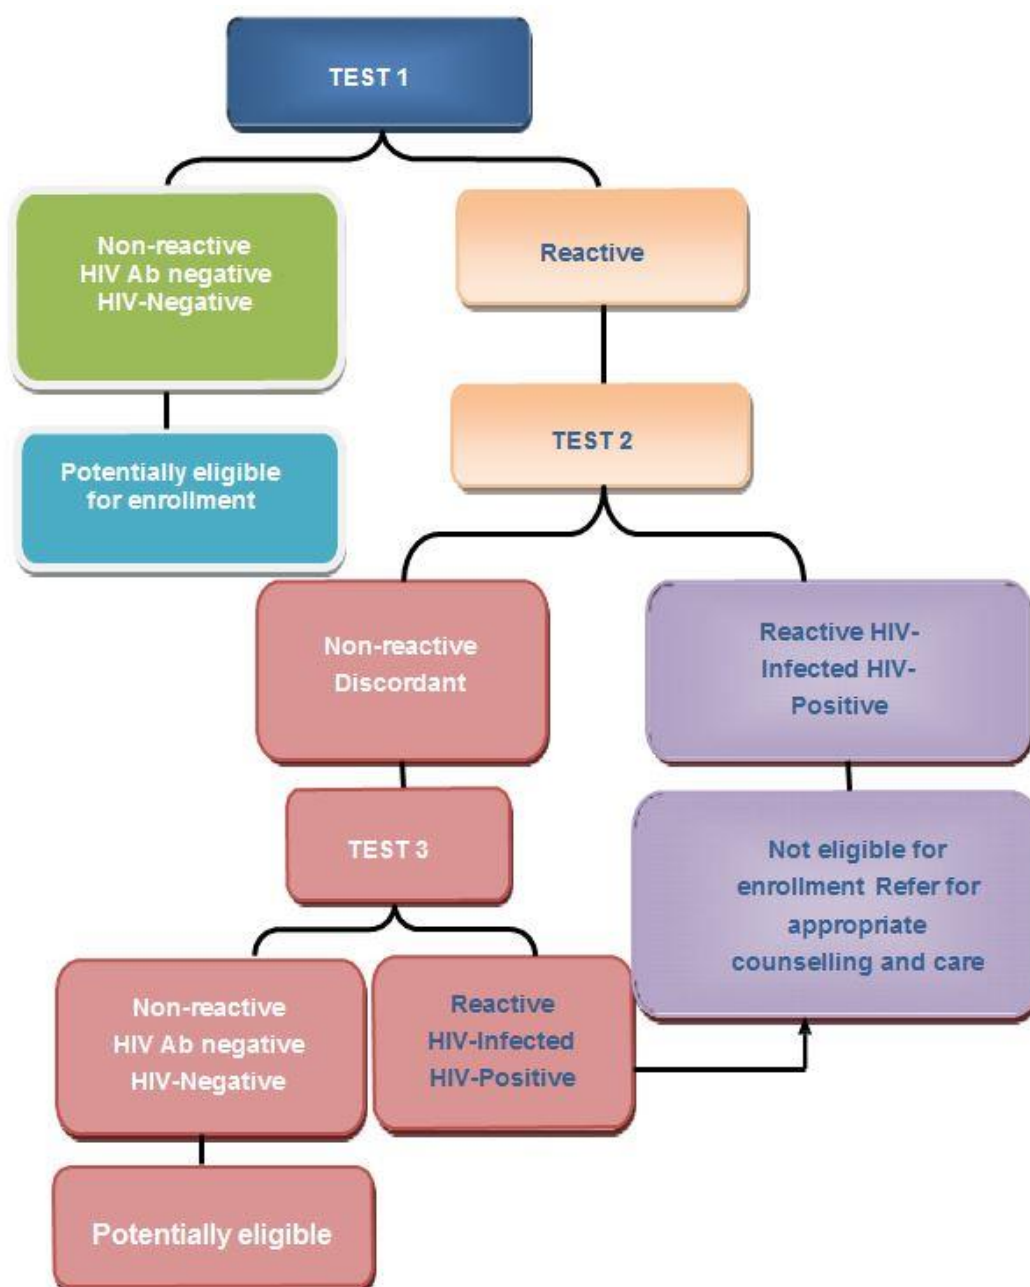 TEST 1
Non-reactive
HIV Ab negative
HIV-Negative
Reactive
Potentially eligible
for enrollment
TEST 2
Non-reactive
Discordant
Reactive HIV-
Infected HIV-
Positive
TEST 3
Not eligible for
enrollment Refer for
appropriate
counselling and care
Non-reactive
HIV Ab negative
HIV-Negative
Reactive
HIV-Infected
HIV-Positive
Potentially eligible